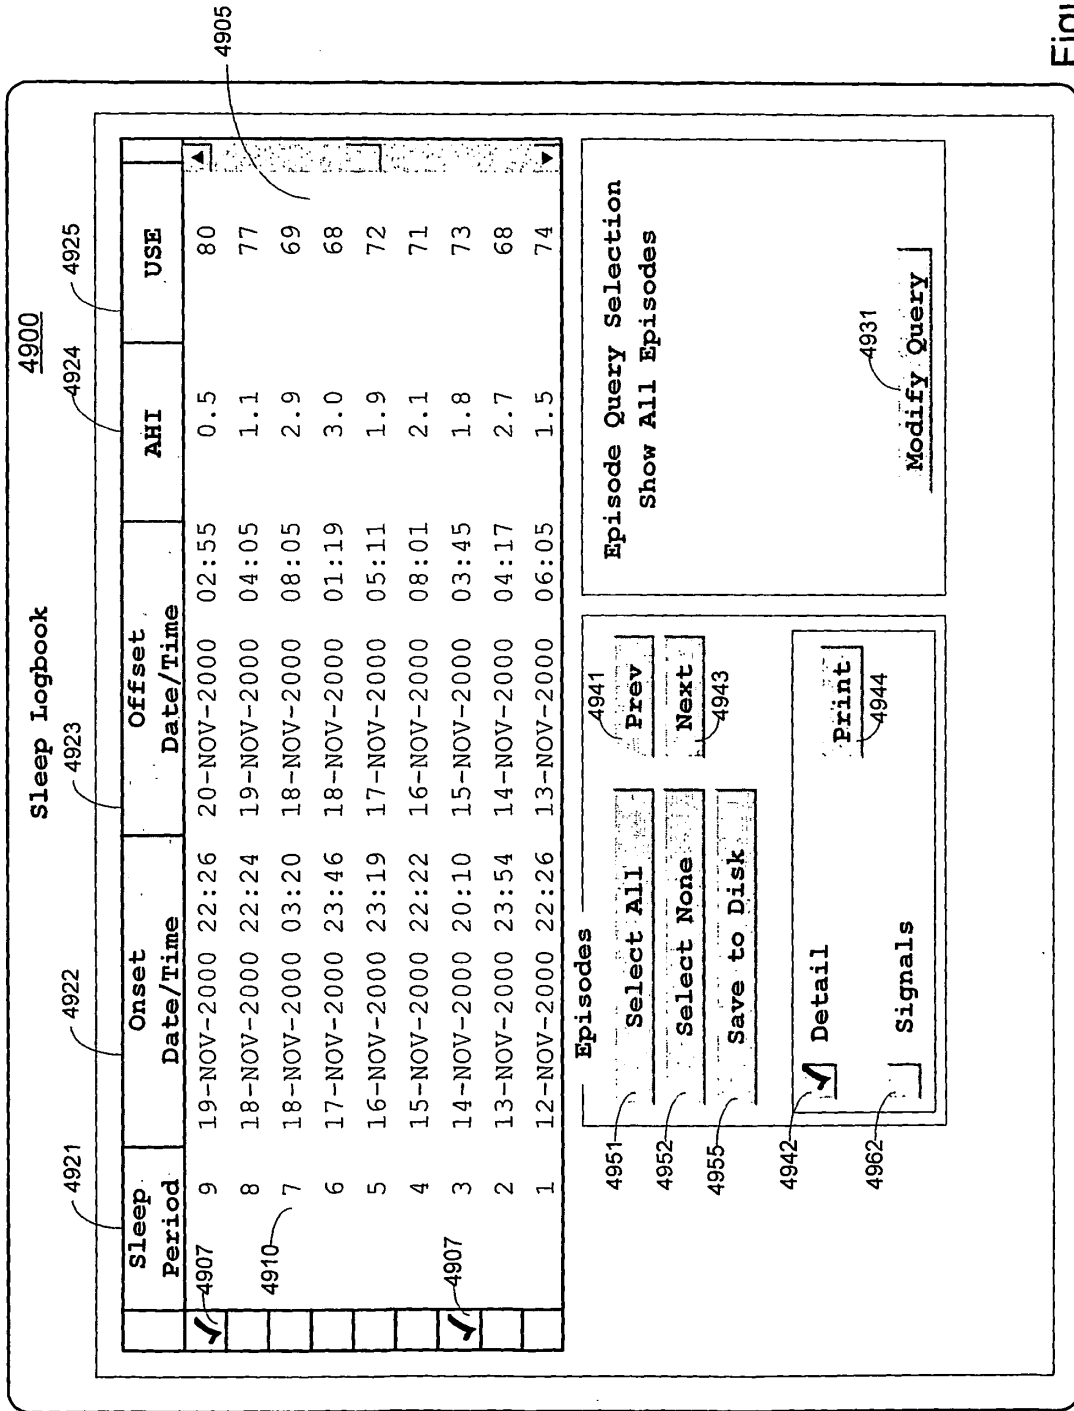 4900
Sleep Logbook
4921 4922 4923 4924 4925
Sleep Period Onset Date/Time Offset Date/Time AHI USE
9 19-NOV-2000 22:26 20-NOV-2000 02:55 0.5 80
4907
8 18-NOV-2000 22:24 19-NOV-2000 04:05 1.1 77
7 18-NOV-2000 03:20 18-NOV-2000 08:05 2.9 69
4910
4905
6 17-NOV-2000 23:46 18-NOV-2000 01:19 3.0 68
5 16-NOV-2000 23:19 17-NOV-2000 05:11 1.9 72
4 15-NOV-2000 22:22 16-NOV-2000 08:01 2.1 71
3 14-NOV-2000 20:10 15-NOV-2000 03:45 1.8 73
4907
2 13-NOV-2000 23:54 14-NOV-2000 04:17 2.7 68
1 12-NOV-2000 22:26 13-NOV-2000 06:05 1.5 74
Episodes
4951 Select All 4941 Prev
4952 Select None Next 4943
4955 Save to Disk
4942 Detail Print 4944
4962 Signals
Episode Query Selection
Show All Episodes
4931
Modify Query